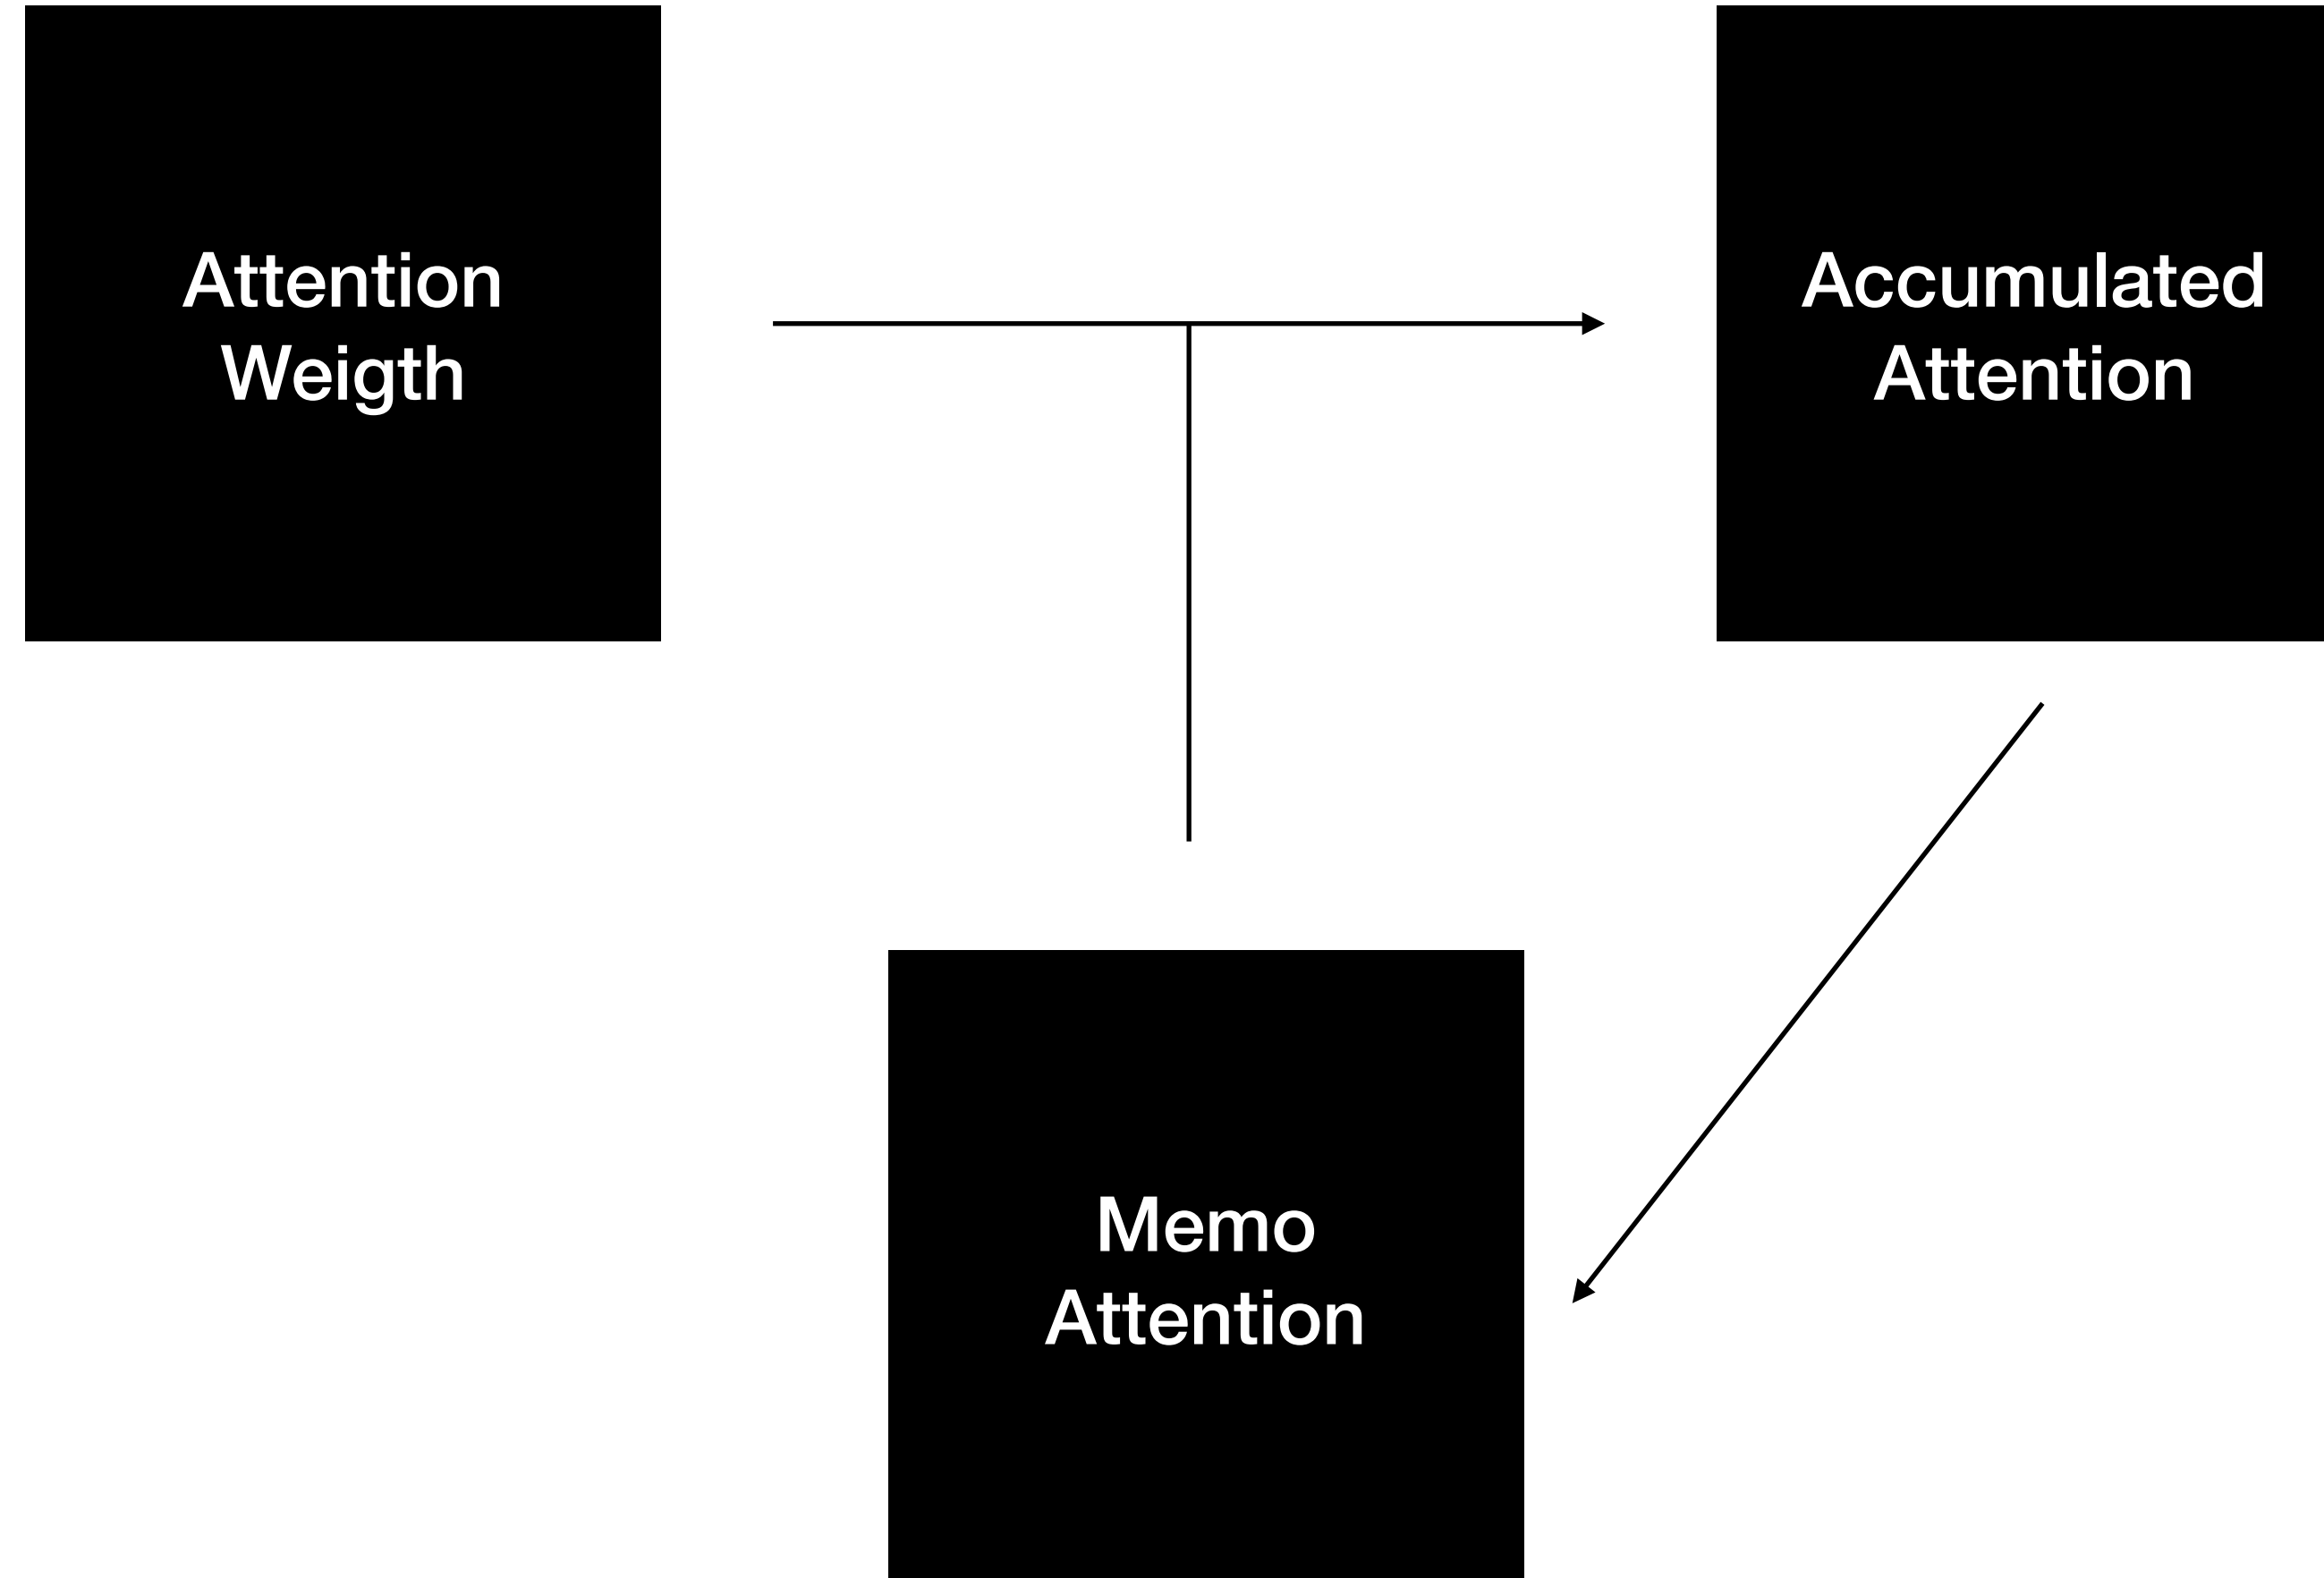 Attention
Weigth
Accumulated
Attention
Memo
Attention